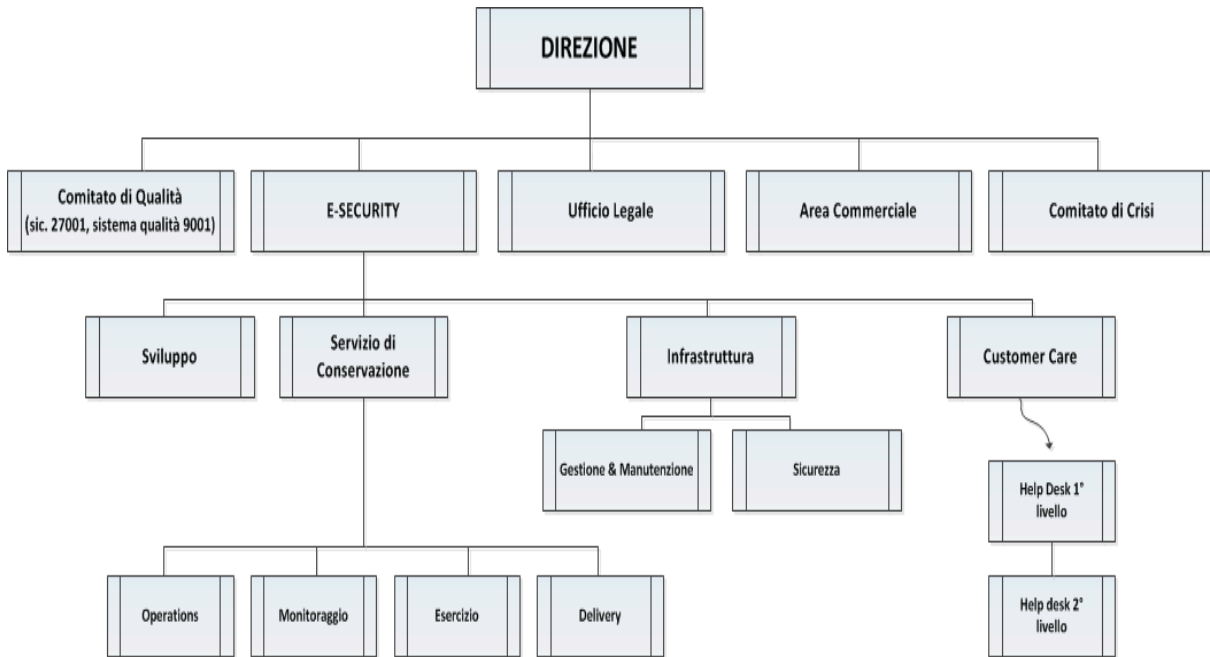 DIREZIONE
Comitato di Qualità
(sic. 27001, sistema qualità 9001)
E-SECURITY
Ufficio Legale
Area Commerciale
Comitato di Crisi
Sviluppo
Servizio di
Conservazione
Infrastruttura
Customer Care
Gestione & Manutenzione
Sicurezza
Help Desk 1°
livello
Operations
Monitoraggio
Esercizio
Delivery
Help desk 2°
livello